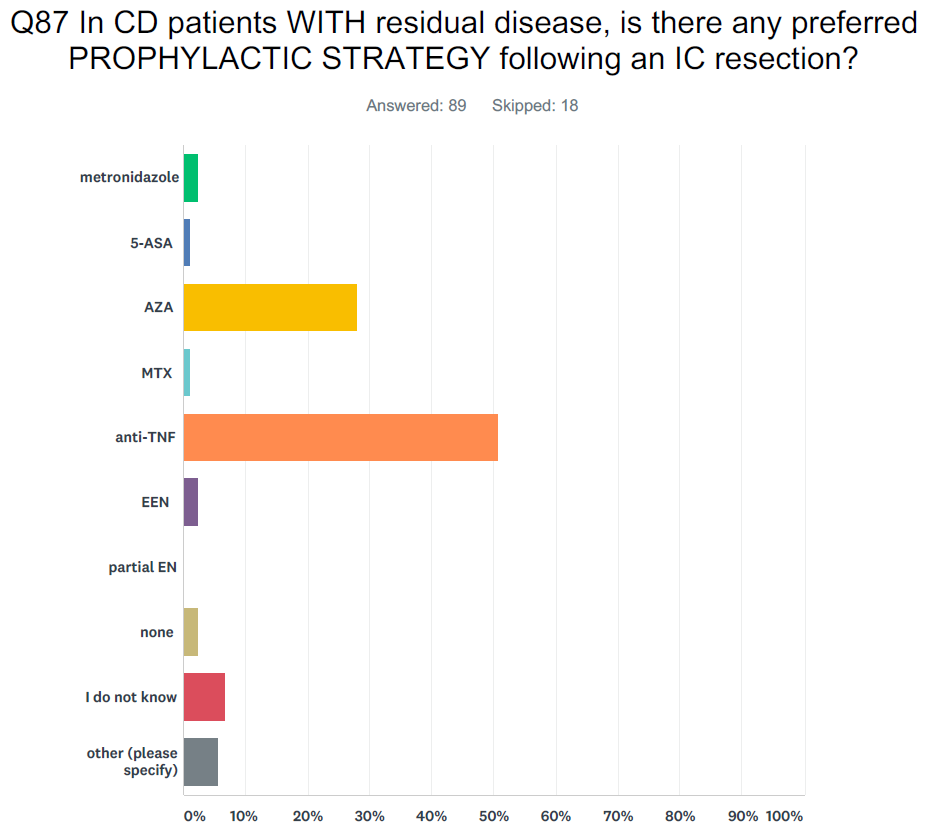 Q87 In CD patients WITH residual disease, is there any preferred
PROPHYLACTIC STRATEGY following an IC resection?
Answered: 89 Skipped: 18
metronidazole
5-ASA
AZA
MTX
anti-TNF
EEN
partial EN
none
I do not know
other (please
specify)
0% 10% 20% 30% 40% 50% 60% 70% 80% 90% 100%